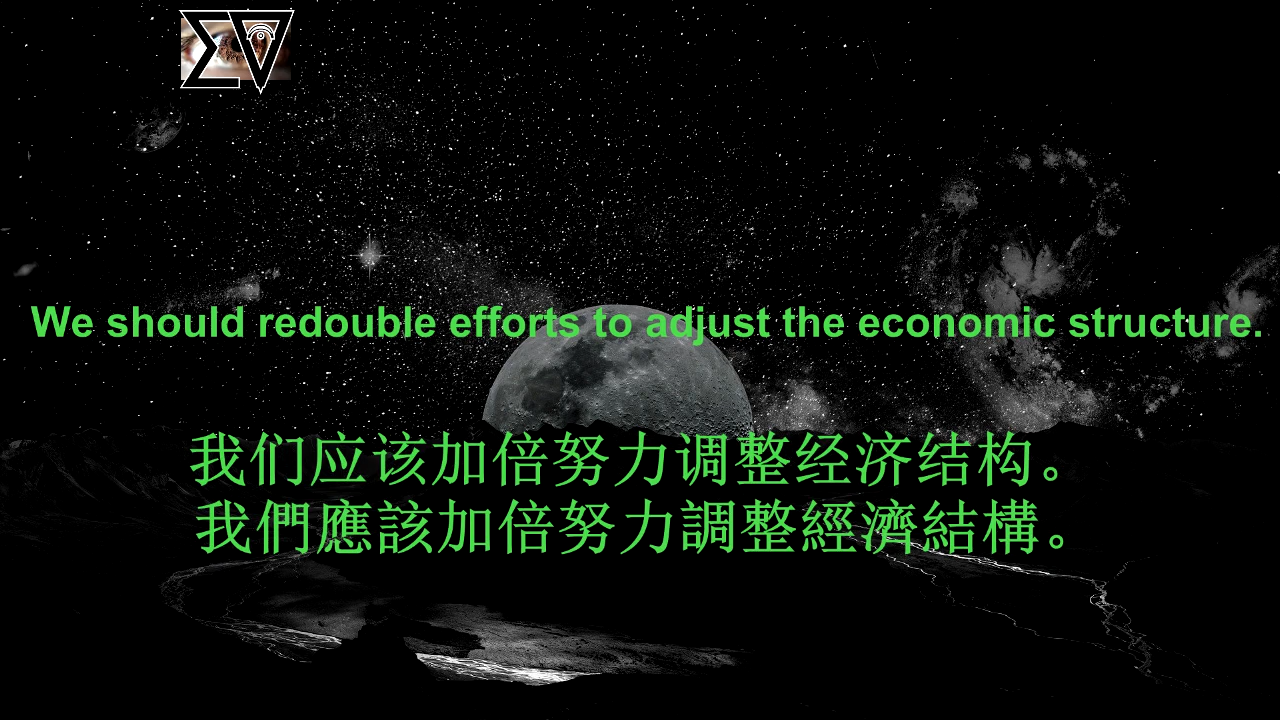 ΣV
We should redouble efforts to adjust the economic structure.
我们应该加倍努力调整经济结构。
我們應該加倍努力調整經濟結構。